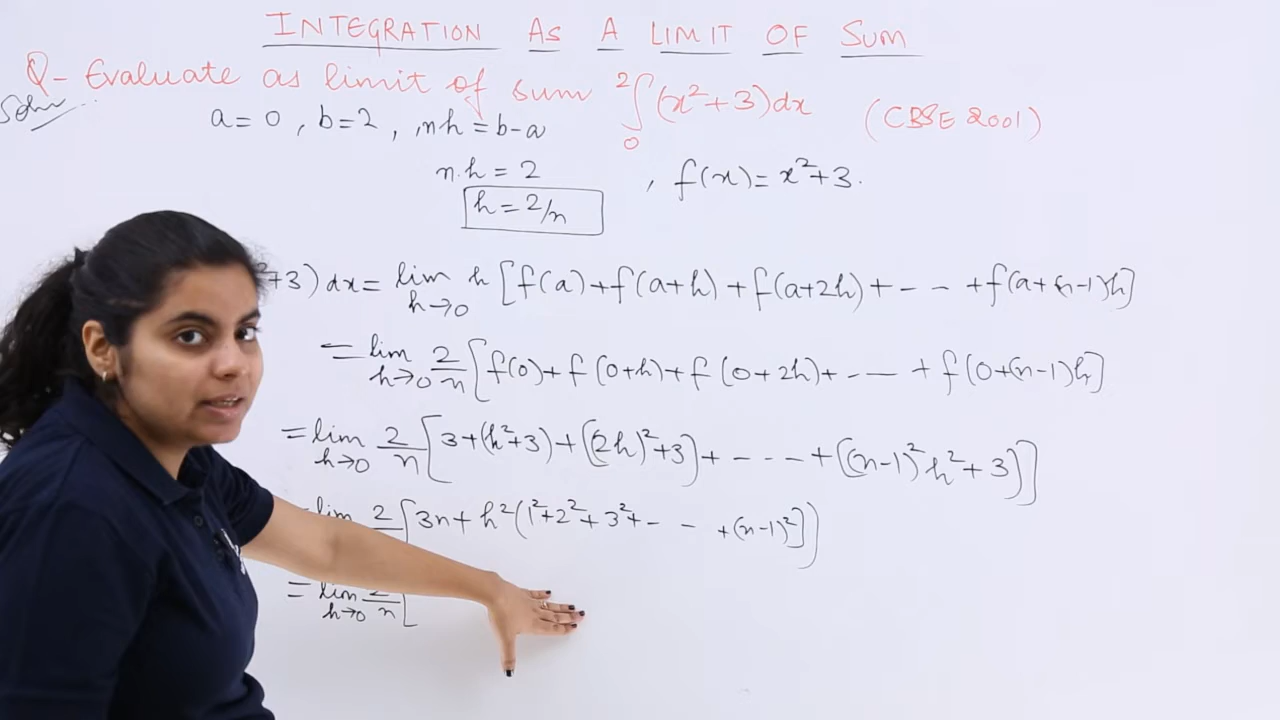 INTEGRATION AS A LIMIT OF SUM
Q- Evaluate as limit of sum ∫₀² (x²+3)dx (CBSE 2001)
Soln
a=0, b=2, nh=b-a
n.h=2, f(x)=x²+3.
h=2/n
²+3)dx = lim h→0 h[f(a)+f(a+h)+f(a+2h)+-- +f(a+(n-1)h]
= lim h→0 2/n [f(0)+f(0+h)+f(0+2h)+---+f(0+(n-1)h]
= lim h→0 2/n [3+(h²+3)+((2h)²+3)+----+((n-1)²h²+3)]
= lim 2 [3n+h²(1²+2²+3²+-- +(n-1)²]]
= lim h→0 2/n [